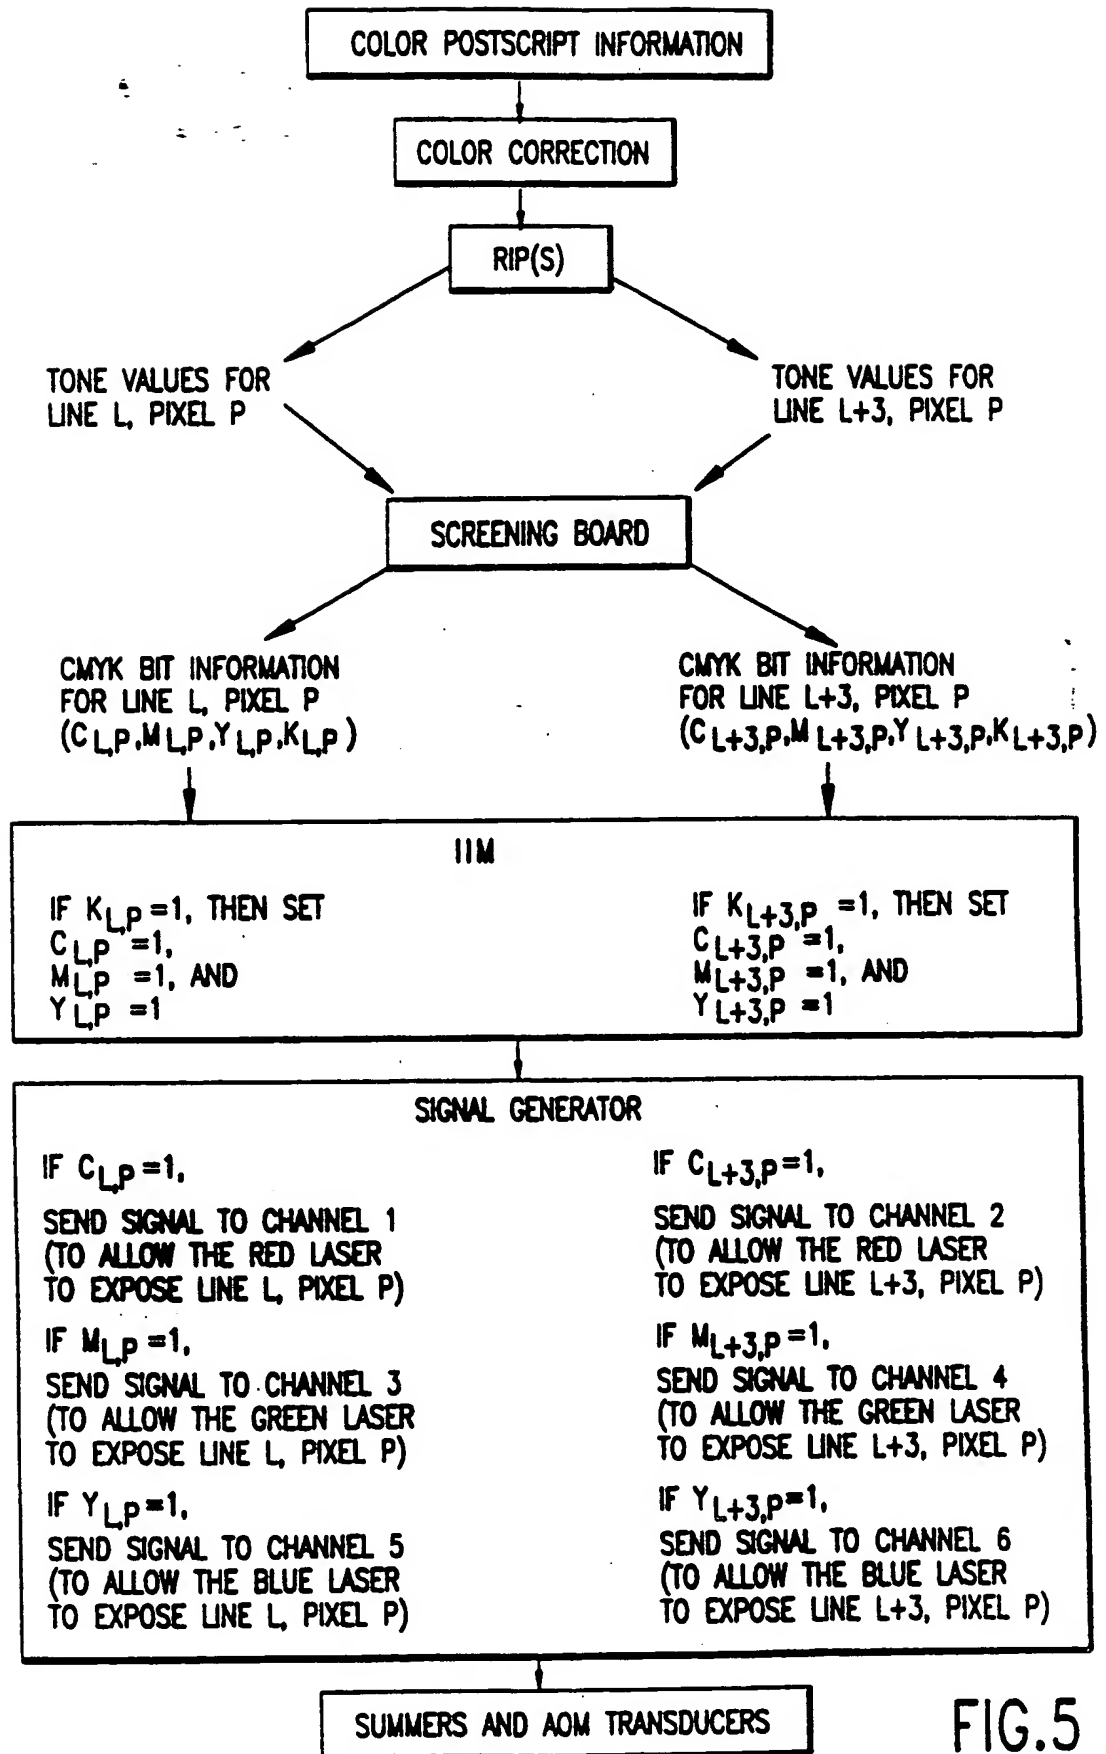 COLOR POSTSCRIPT INFORMATION
COLOR CORRECTION
RIP(S)
TONE VALUES FOR
LINE L, PIXEL P
TONE VALUES FOR
LINE L+3, PIXEL P
SCREENING BOARD
CMYK BIT INFORMATION
FOR LINE L, PIXEL P
(C L,P,M L,P,Y L,P,K L,P)
CMYK BIT INFORMATION
FOR LINE L+3, PIXEL P
(C L+3,P,M L+3,P,Y L+3,P,K L+3,P)
IIM
IF K L,P =1, THEN SET
C L,P =1,
M L,P =1, AND
Y L,P =1
IF K L+3,P =1, THEN SET
C L+3,P =1,
M L+3,P =1, AND
Y L+3,P =1
SIGNAL GENERATOR
IF C L,P =1,
SEND SIGNAL TO CHANNEL 1
(TO ALLOW THE RED LASER
TO EXPOSE LINE L, PIXEL P)
IF M L,P =1,
SEND SIGNAL TO CHANNEL 3
(TO ALLOW THE GREEN LASER
TO EXPOSE LINE L, PIXEL P)
IF Y L,P =1,
SEND SIGNAL TO CHANNEL 5
(TO ALLOW THE BLUE LASER
TO EXPOSE LINE L, PIXEL P)
IF C L+3,P =1,
SEND SIGNAL TO CHANNEL 2
(TO ALLOW THE RED LASER
TO EXPOSE LINE L+3, PIXEL P)
IF M L+3,P =1,
SEND SIGNAL TO CHANNEL 4
(TO ALLOW THE GREEN LASER
TO EXPOSE LINE L+3, PIXEL P)
IF Y L+3,P =1,
SEND SIGNAL TO CHANNEL 6
(TO ALLOW THE BLUE LASER
TO EXPOSE LINE L+3, PIXEL P)
SUMMERS AND AOM TRANSDUCERS
FIG.5